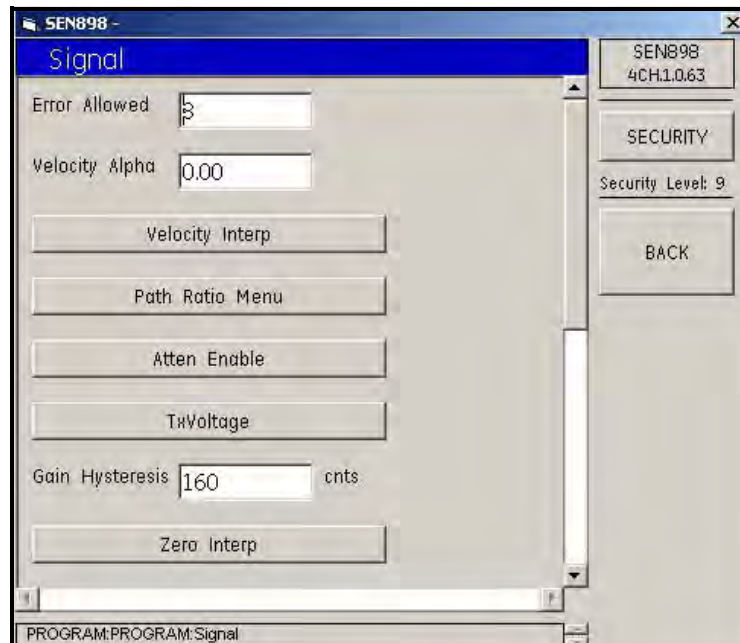 SEN898 -
Signal
SEN898
4CH.1.0.63
Error Allowed
3
SECURITY
Velocity Alpha
0.00
Security Level: 9
Velocity Interp
BACK
Path Ratio Menu
Atten Enable
TxVoltage
Gain Hysteresis
160
cnts
Zero Interp
PROGRAM:PROGRAM:Signal